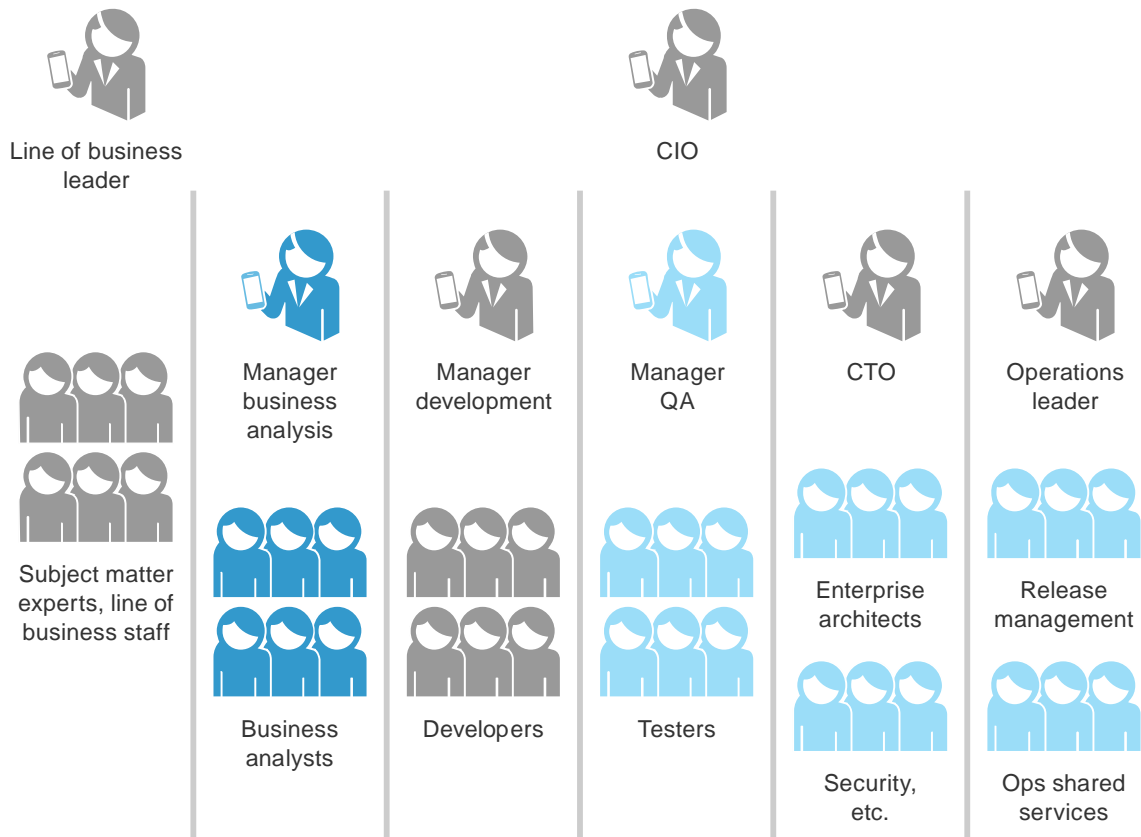 Line of business
leader
CIO
Manager
business
analysis
Manager
development
Manager
QA
CTO
Operations
leader
Subject matter
experts, line of
business staff
Business
analysts
Developers
Testers
Enterprise
architects
Security,
etc.
Release
management
Ops shared
services